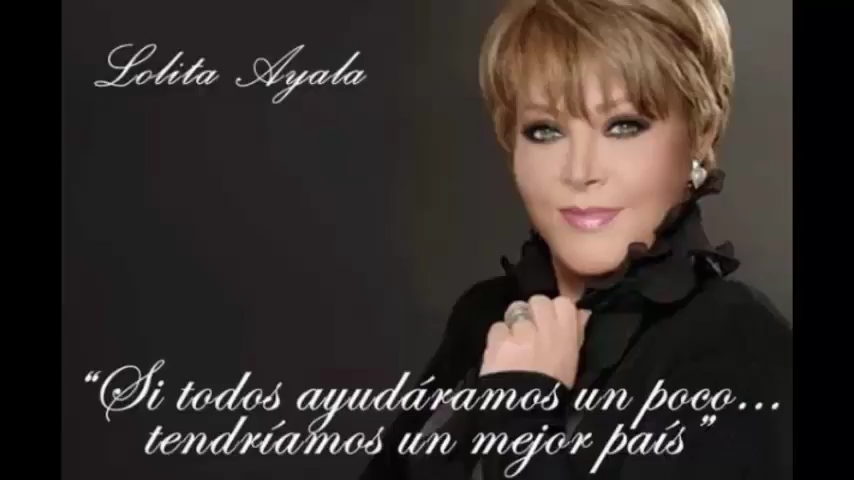 Lolita Ayala
“Si todos ayudáramos un poco...
tendríamos un mejor país”